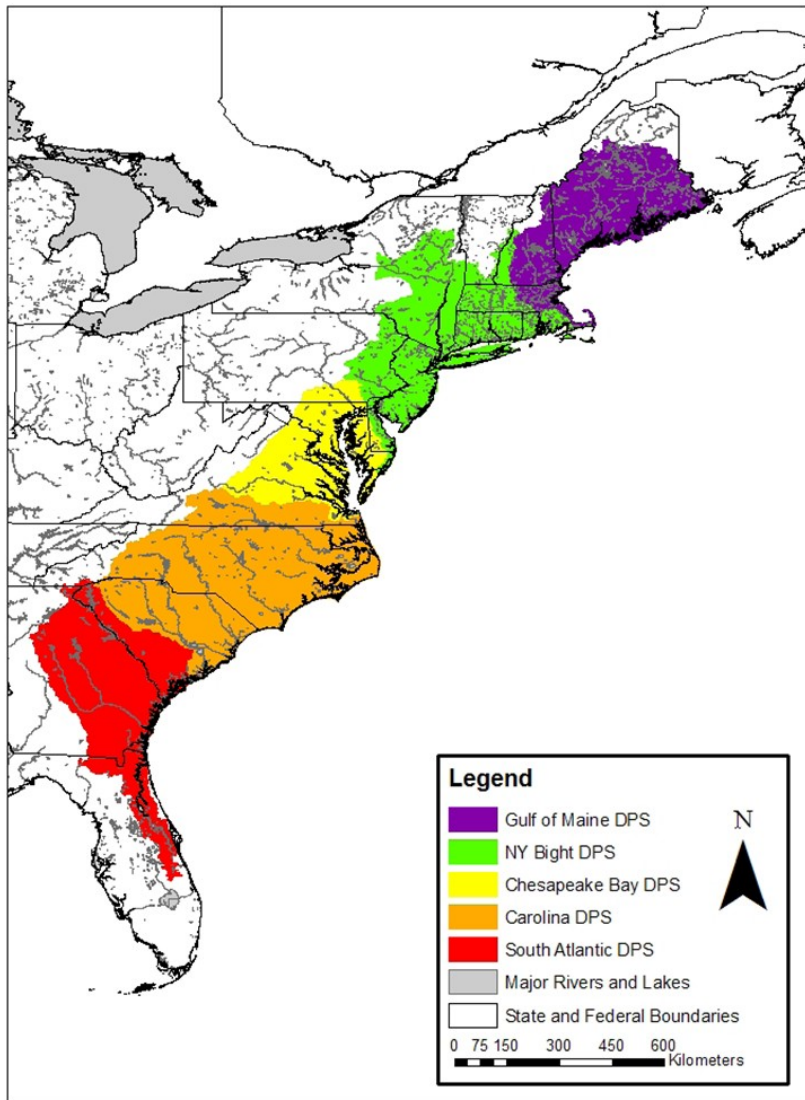 Legend
N
Gulf of Maine DPS
NY Bight DPS
Chesapeake Bay DPS
Carolina DPS
South Atlantic DPS
Major Rivers and Lakes
State and Federal Boundaries
0 75 150 300 450 600
Kilometers